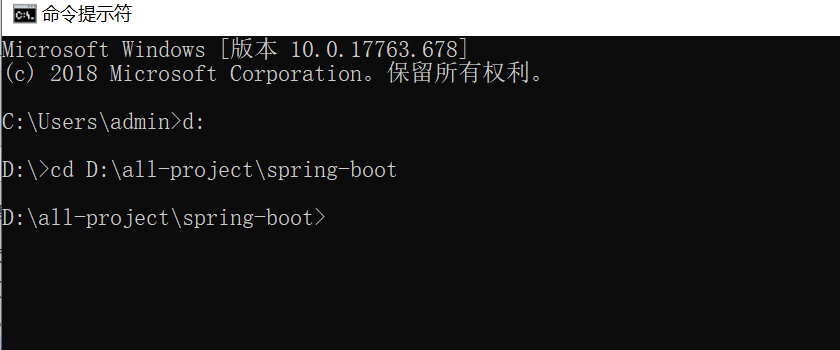 命令提示符
Microsoft Windows [版本 10.0.17763.678]
(c) 2018 Microsoft Corporation。保留所有权利。
C:\Users\admin>d:
D:\>cd D:\all-project\spring-boot
D:\all-project\spring-boot>